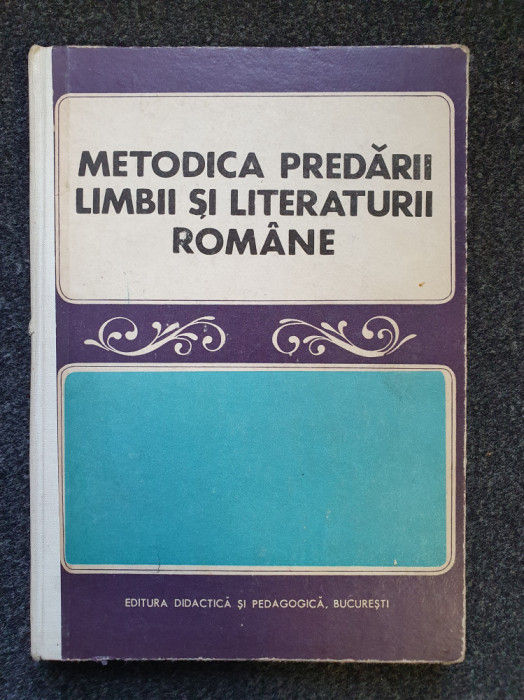 METODICA PREDĂRII
LIMBII ȘI LITERATURII
ROMÂNE
EDITURA DIDACTICĂ ȘI PEDAGOGICĂ, BUCUREȘTI